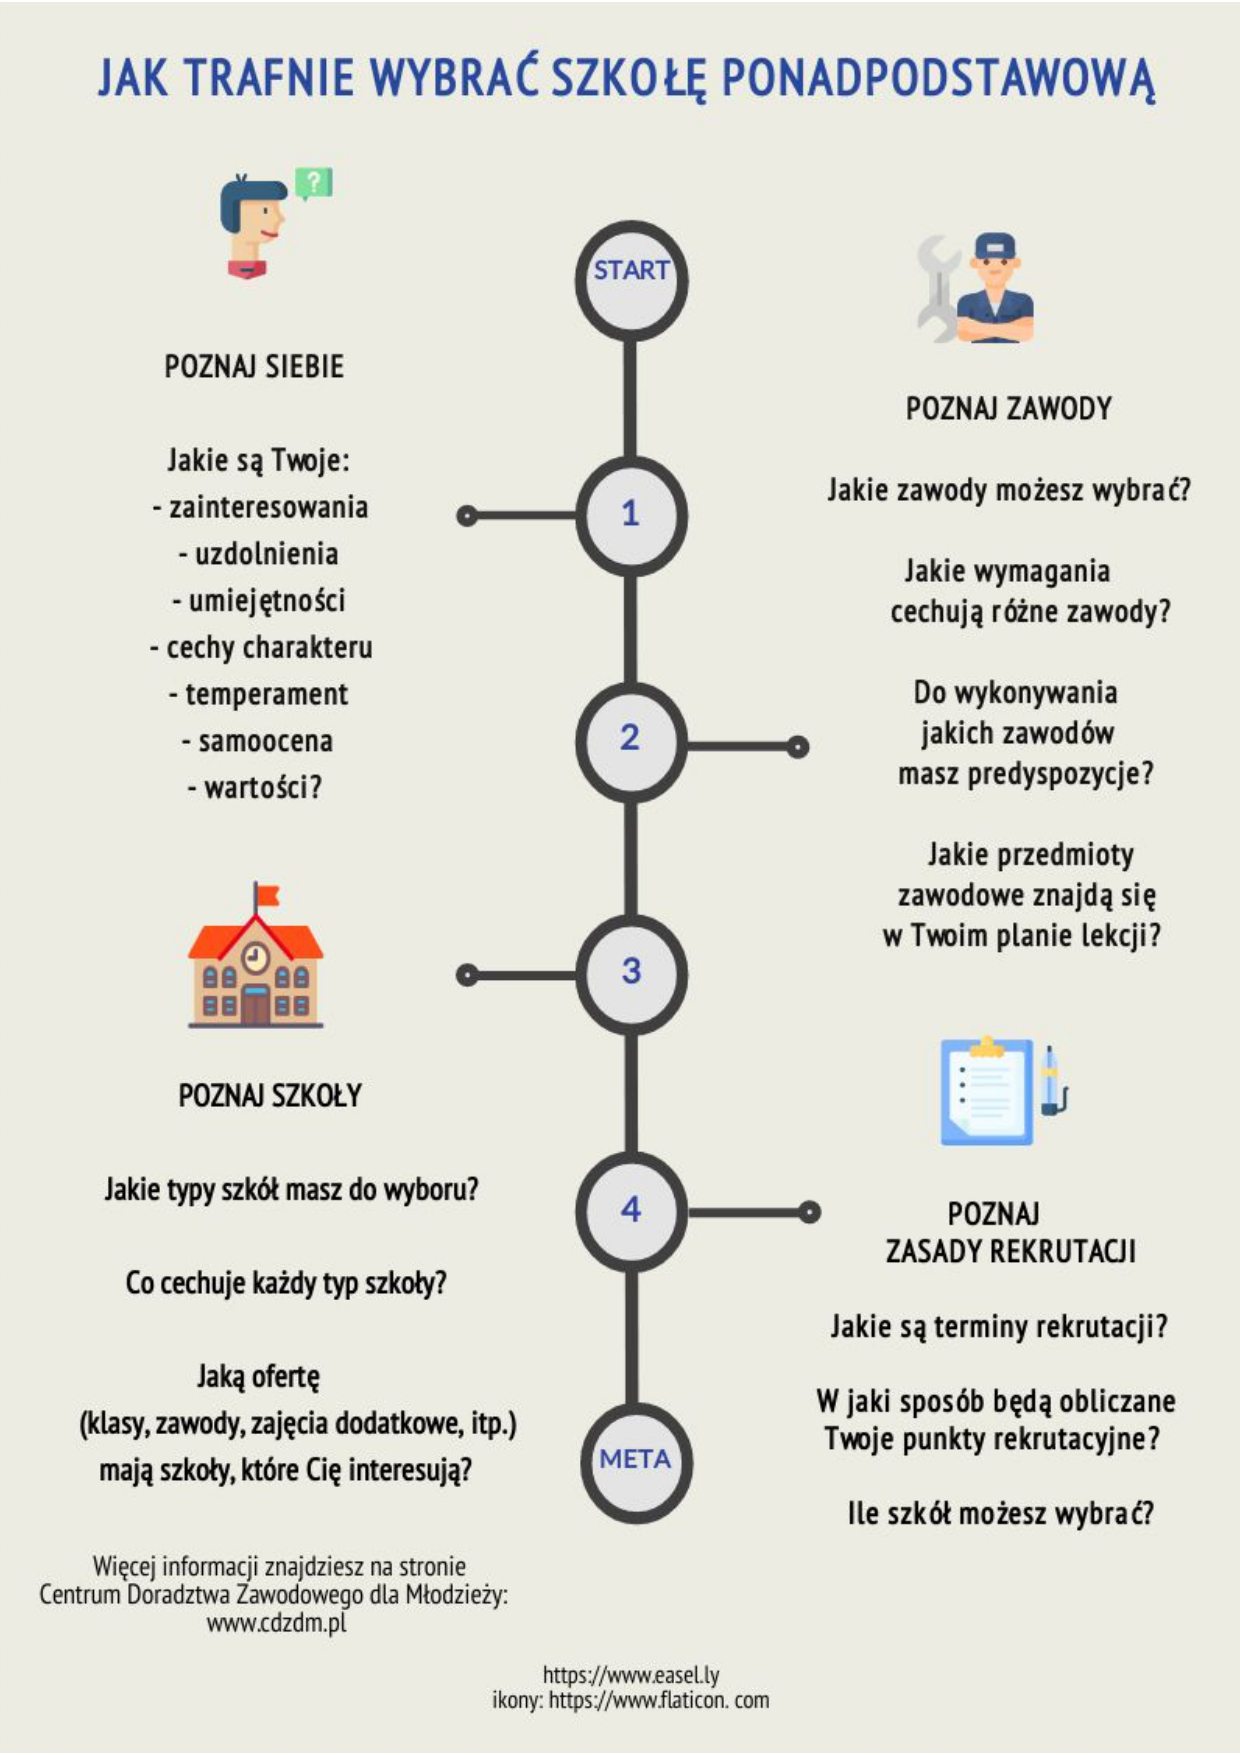 JAK TRAFNIE WYBRAĆ SZKOŁĘ PONADPODSTAWOWĄ
?
START
POZNAJ SIEBIE
Jakie są Twoje:
- zainteresowania
- uzdolnienia
- umiejętności
- cechy charakteru
- temperament
- samoocena
- wartości?
1
POZNAJ ZAWODY
Jakie zawody możesz wybrać?
Jakie wymagania
cechują różne zawody?
Do wykonywania
jakich zawodów
masz predyspozycje?
Jakie przedmioty
zawodowe znajdą się
w Twoim planie lekcji?
2
3
POZNAJ SZKOŁY
Jakie typy szkół masz do wyboru?
Co cechuje każdy typ szkoły?
Jaką ofertę
(klasy, zawody, zajęcia dodatkowe, itp.)
mają szkoły, które Cię interesują?
4
POZNAJ
ZASADY REKRUTACJI
Jakie są terminy rekrutacji?
W jaki sposób będą obliczane
Twoje punkty rekrutacyjne?
Ile szkół możesz wybrać?
META
Więcej informacji znajdziesz na stronie
Centrum Doradztwa Zawodowego dla Młodzieży:
www.cdzdm.pl
https://www.easel.ly
ikony: https://www.flaticon. com